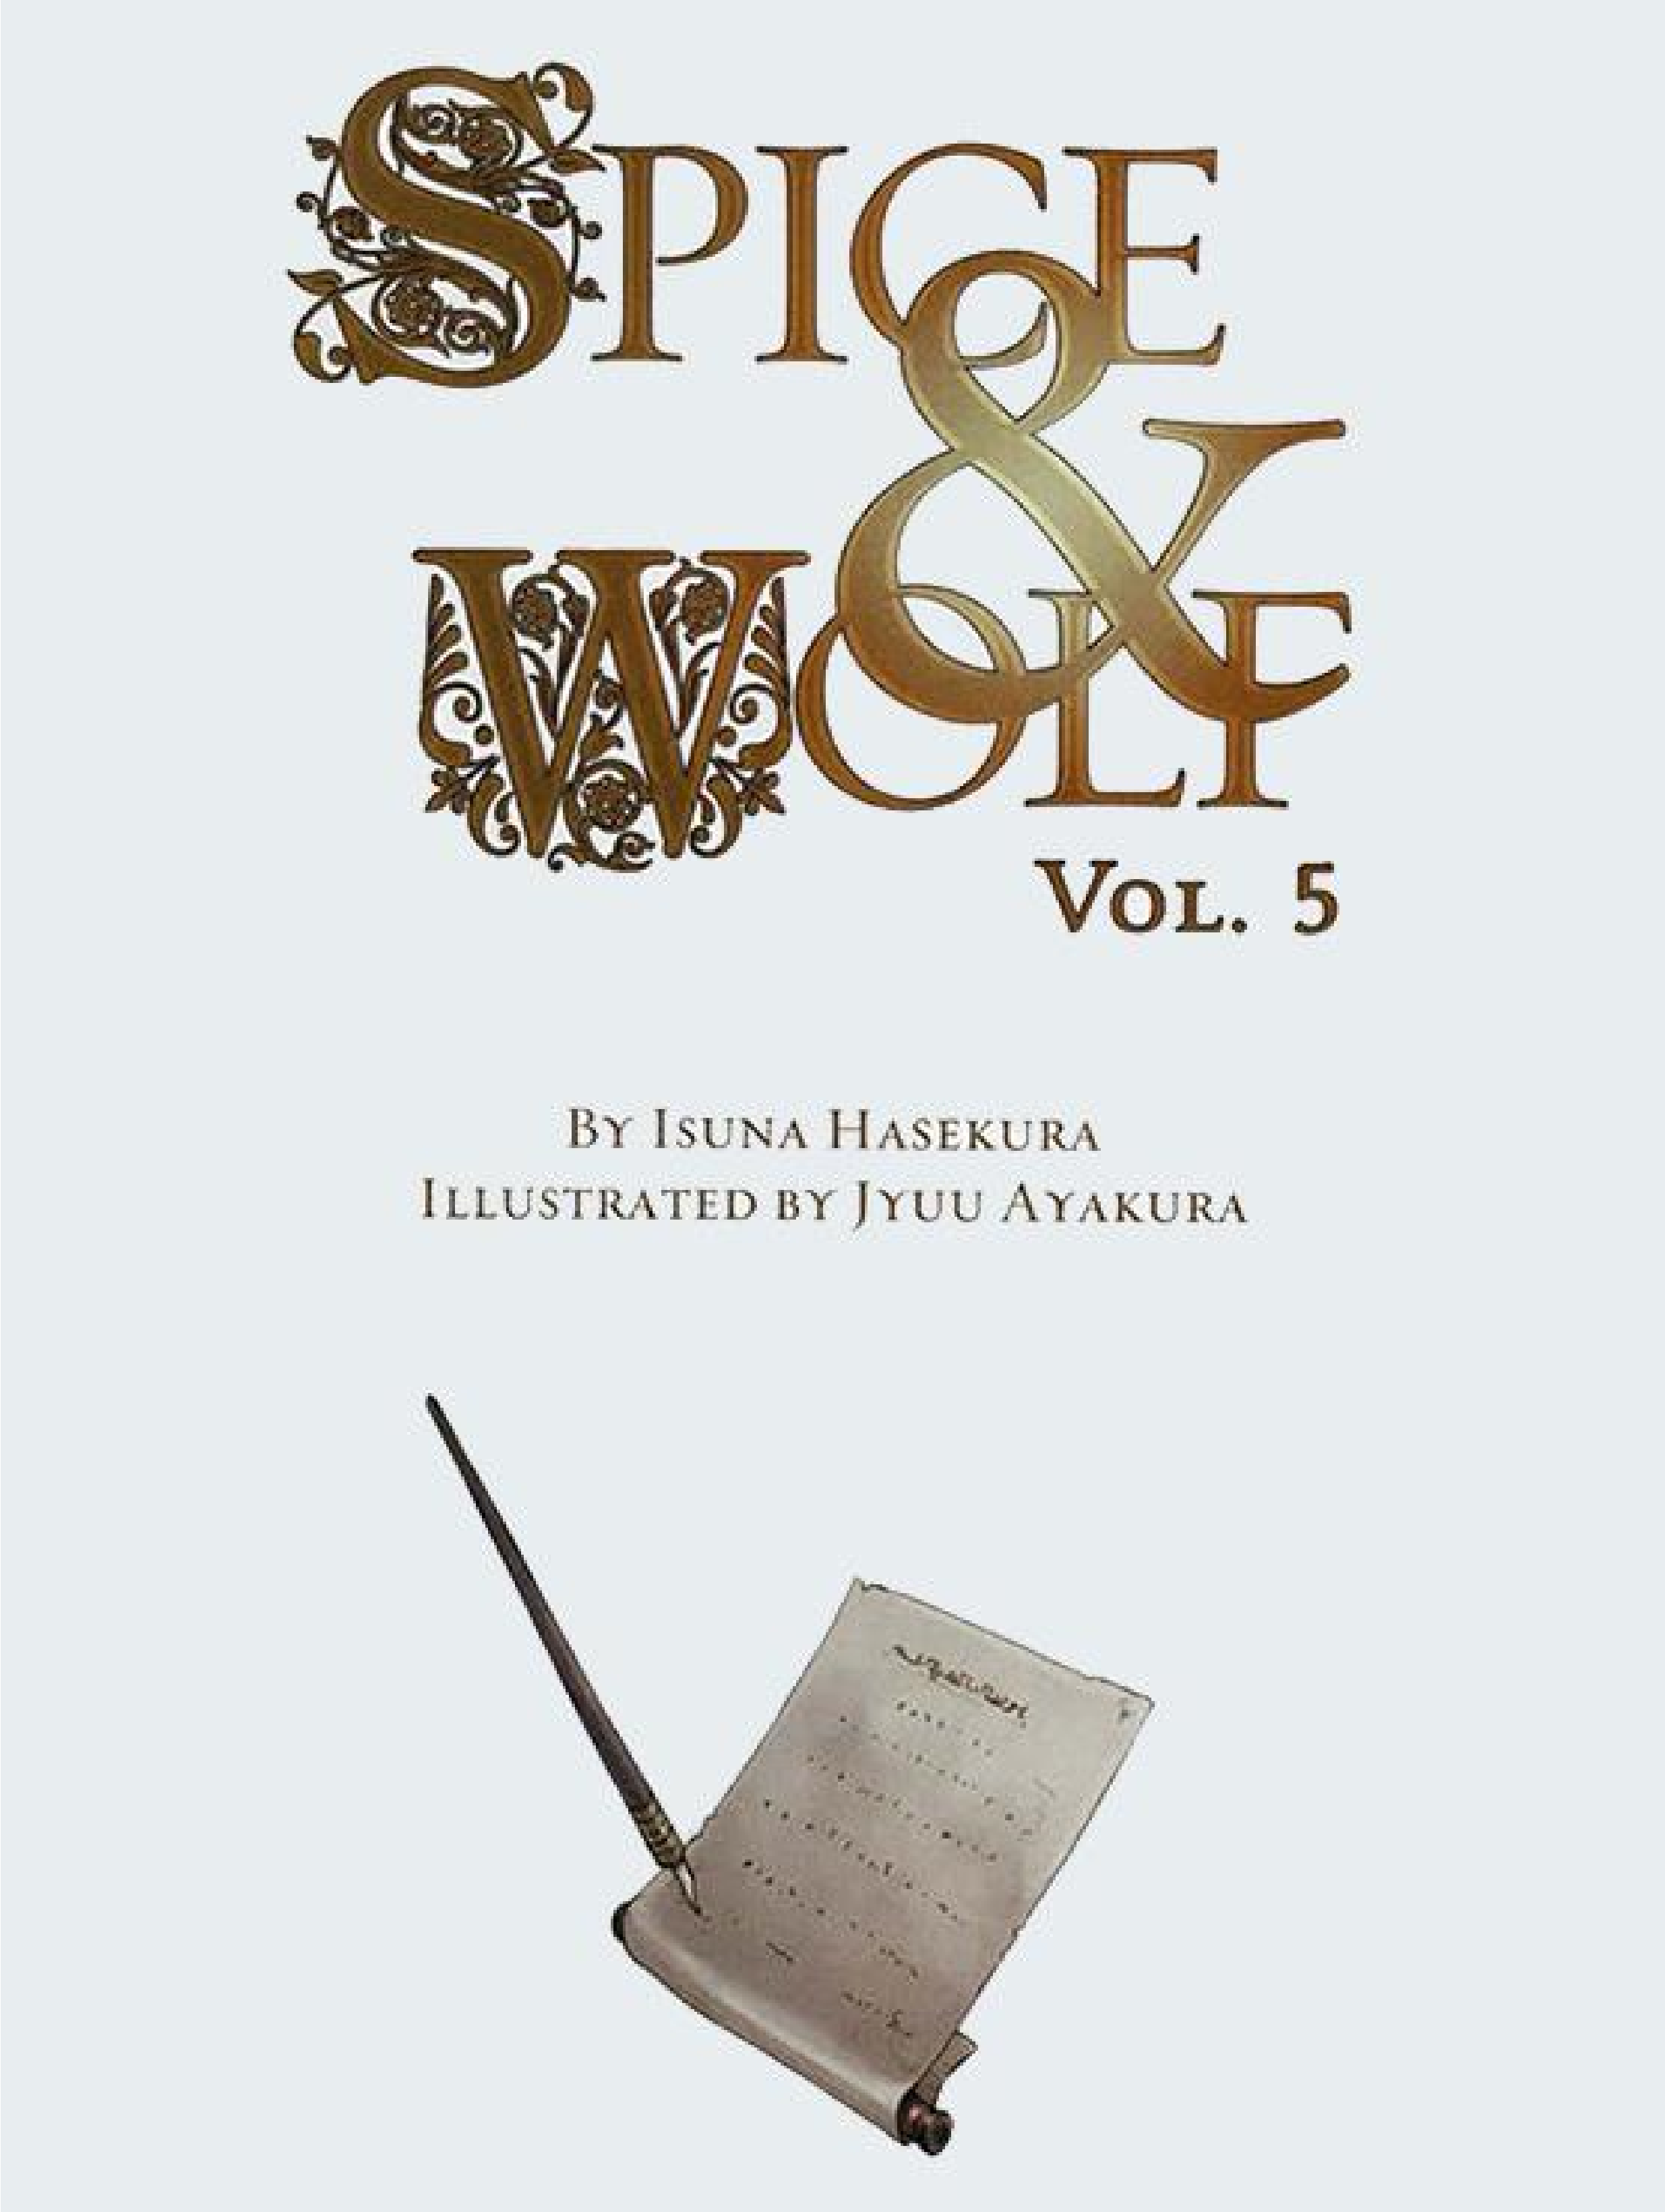 SPICE
&
WOLF
VOL. 5
BY ISUNA HASEKURA
ILLUSTRATED BY JYUU AYAKURA